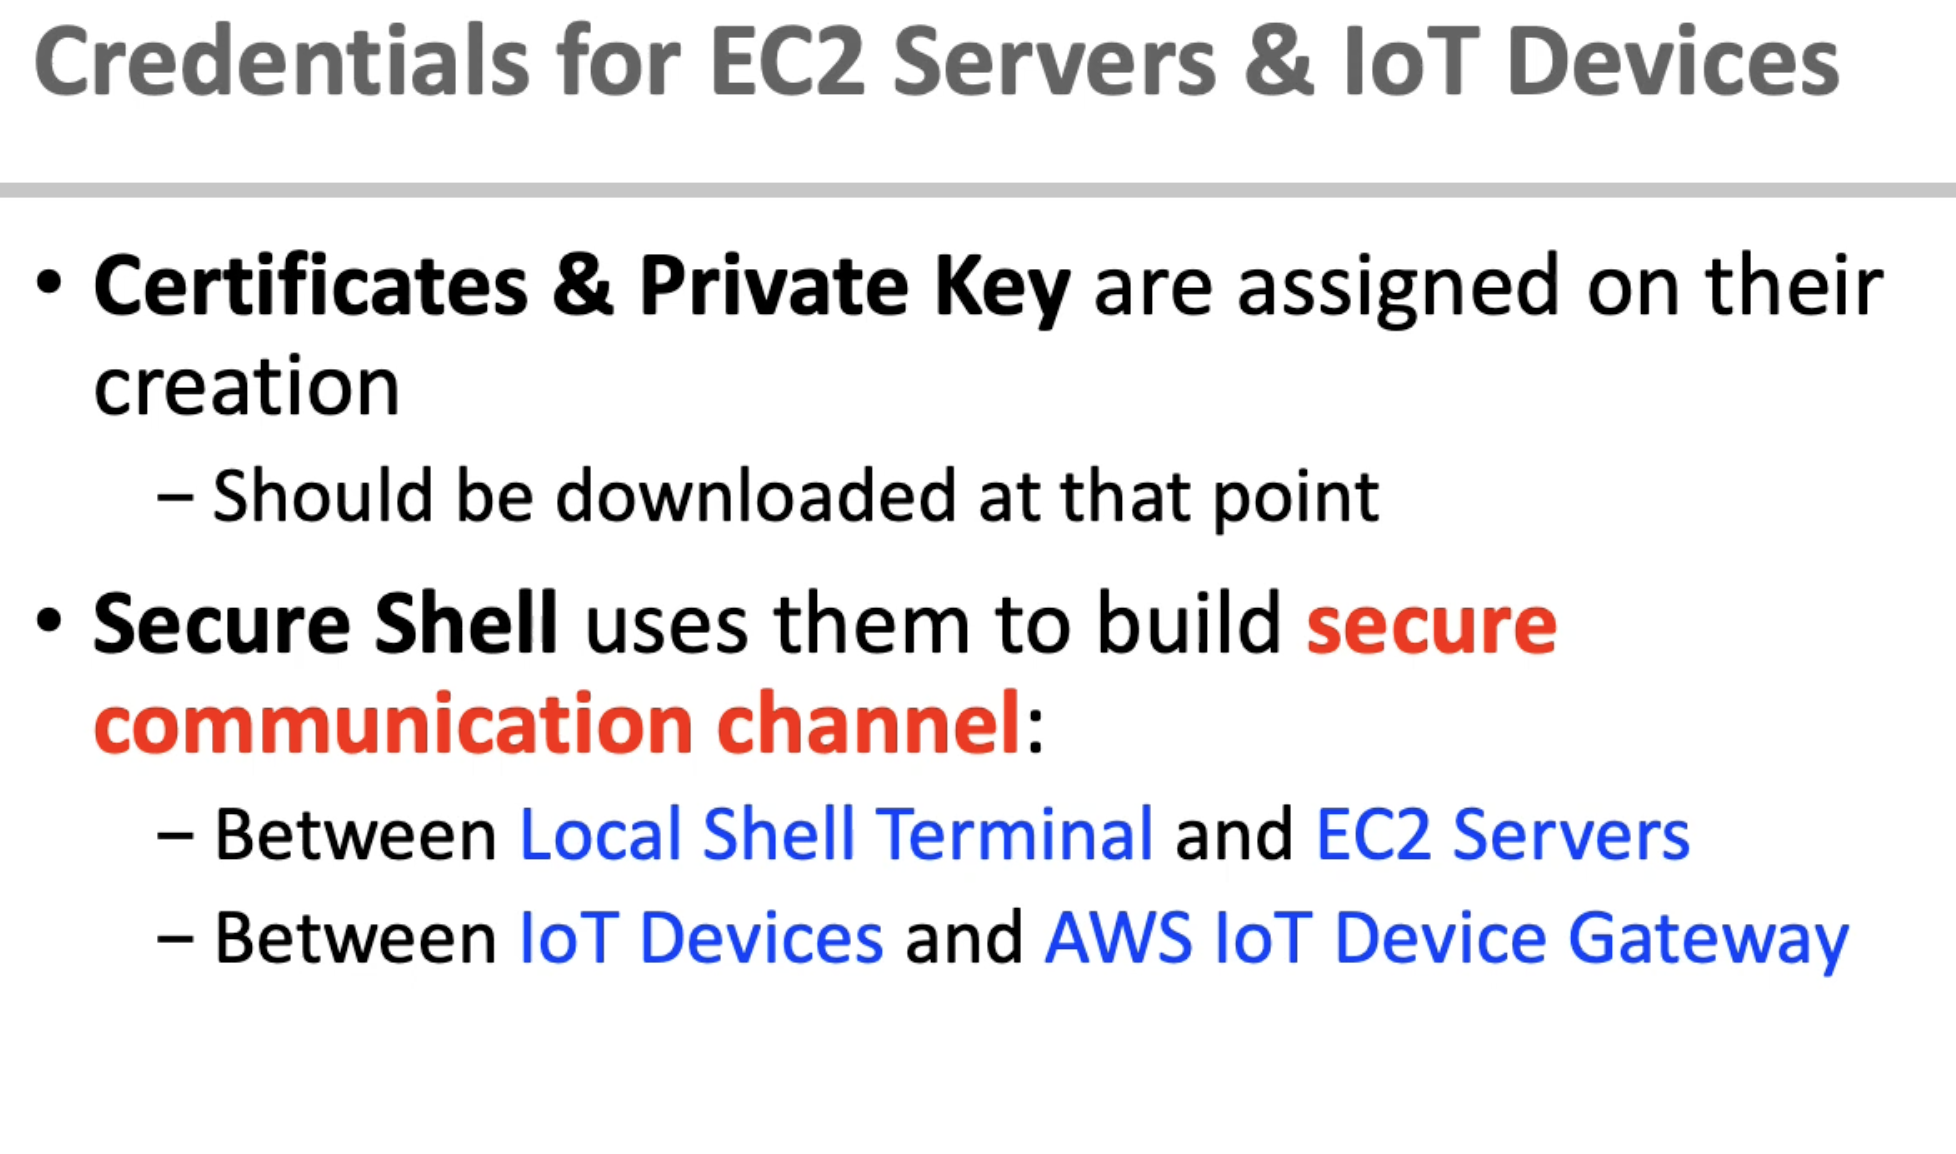 Credentials for EC2 Servers & IoT Devices
• Certificates & Private Key are assigned on their
creation
– Should be downloaded at that point
• Secure Shell uses them to build secure
communication channel:
– Between Local Shell Terminal and EC2 Servers
– Between IoT Devices and AWS IoT Device Gateway